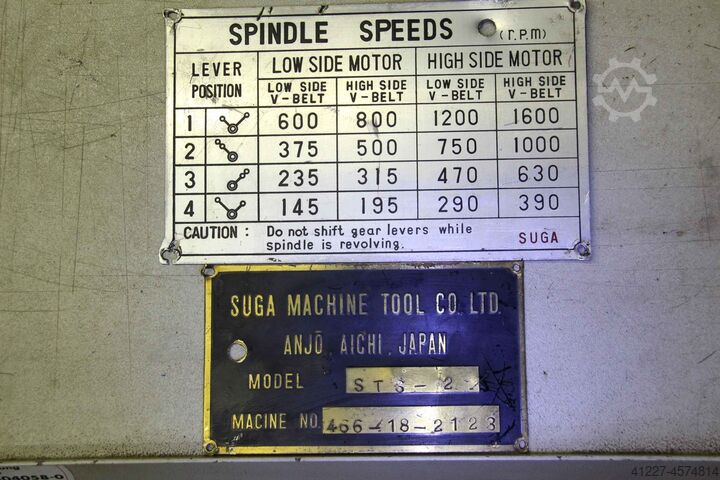 SPINDLE SPEEDS (r.p.m)
LEVER POSITION LOW SIDE MOTOR HIGH SIDE MOTOR
LOW SIDE V-BELT HIGH SIDE V-BELT LOW SIDE V-BELT HIGH SIDE V-BELT
1 600 800 1200 1600
2 375 500 750 1000
3 235 315 470 630
4 145 195 290 390
CAUTION : Do not shift gear levers while
spindle is revolving. SUGA
SUGA MACHINE TOOL CO. LTD.
ANJŌ, AICHI, JAPAN
MODEL
MACINE NO. 466-18-2123
41227-4574814